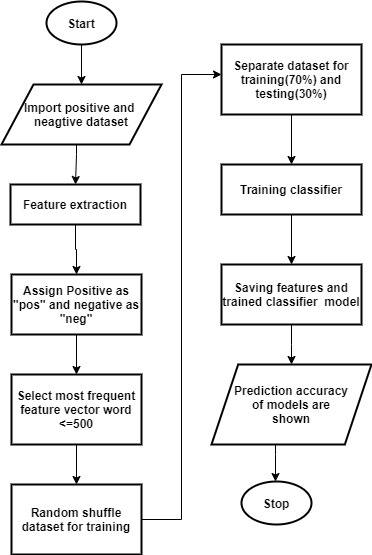 Start
Import positive and
neagtive dataset
Feature extraction
Assign Positive as
"pos" and negative as
"neg"
Select most frequent
feature vector word
<=500
Random shuffle
dataset for training
Separate dataset for
training(70%) and
testing(30%)
Training classifier
Saving features and
trained classifier model
Prediction accuracy
of models are
shown
Stop